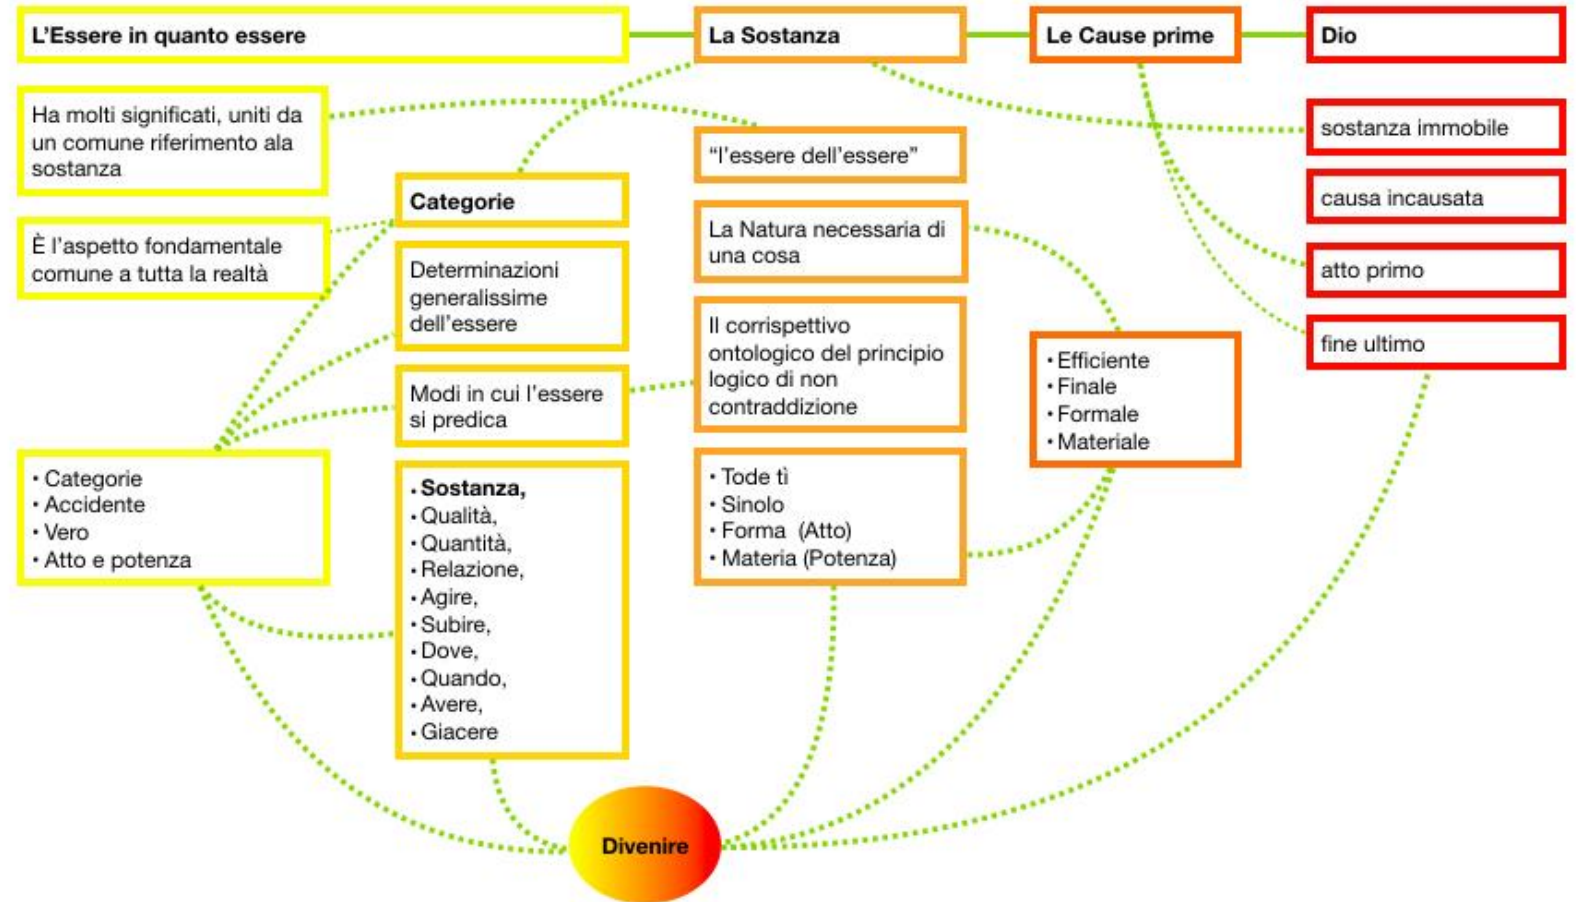 L'Essere in quanto essere
La Sostanza
Le Cause prime
Dio
Ha molti significati, uniti da
un comune riferimento ala
sostanza
È l'aspetto fondamentale
comune a tutta la realtà
• Categorie
• Accidente
• Vero
• Atto e potenza
Categorie
Determinazioni
generalissime
dell'essere
Modi in cui l'essere
si predica
• Sostanza,
• Qualità,
• Quantità,
• Relazione,
• Agire,
• Subire,
• Dove,
• Quando,
• Avere,
• Giacere
“l'essere dell'essere”
La Natura necessaria di
una cosa
Il corrispettivo
ontologico del principio
logico di non
contraddizione
• Tode tì
• Sinolo
• Forma (Atto)
• Materia (Potenza)
• Efficiente
• Finale
• Formale
• Materiale
sostanza immobile
causa incausata
atto primo
fine ultimo
Divenire